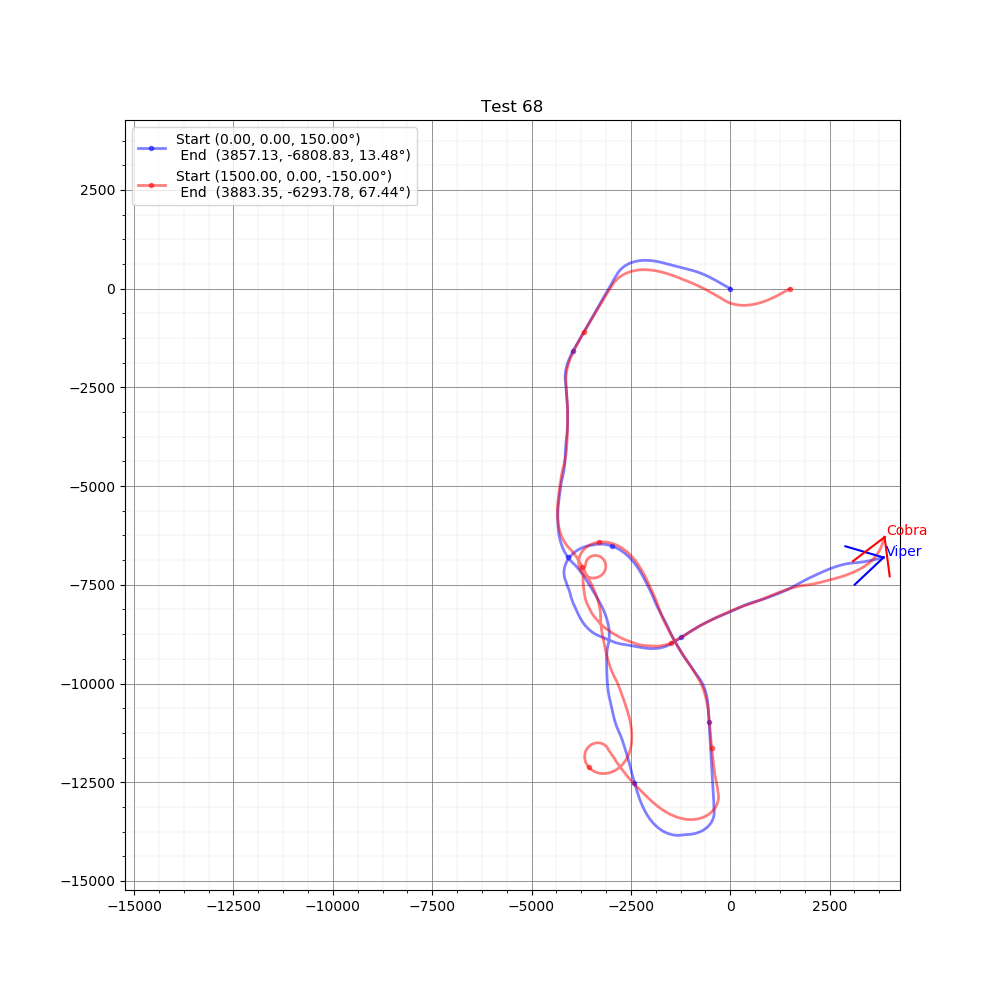 Test 68
Start (0.00, 0.00, 150.00°)
End (3857.13, -6808.83, 13.48°)
Start (1500.00, 0.00, -150.00°)
End (3883.35, -6293.78, 67.44°)
2500
0
−2500
−5000
Cobra
Viper
−7500
−10000
−12500
−15000
−15000 −12500 −10000 −7500 −5000 −2500 0 2500